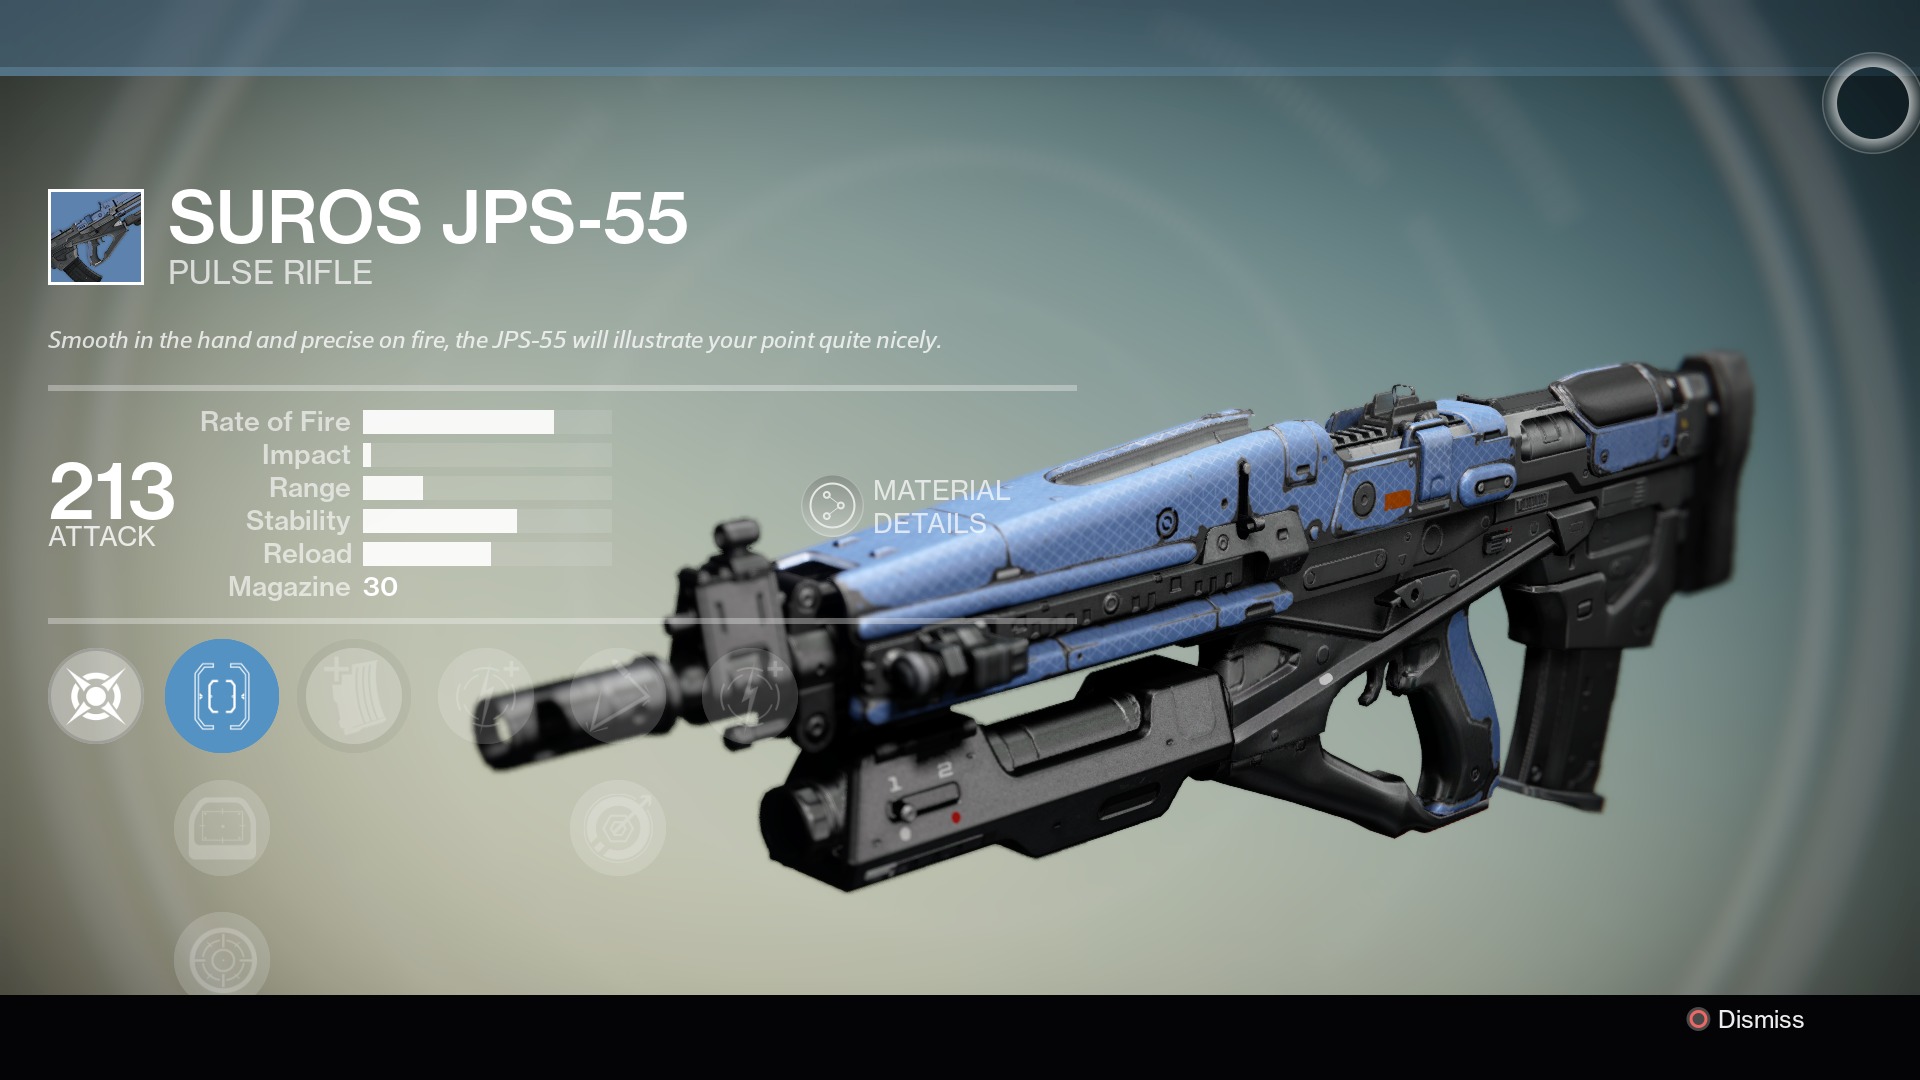 SUROS JPS-55
PULSE RIFLE
Smooth in the hand and precise on fire, the JPS-55 will illustrate your point quite nicely.
213
ATTACK
Rate of Fire
Impact
Range
Stability
Reload
Magazine 30
MATERIAL
DETAILS
1 2
Dismiss